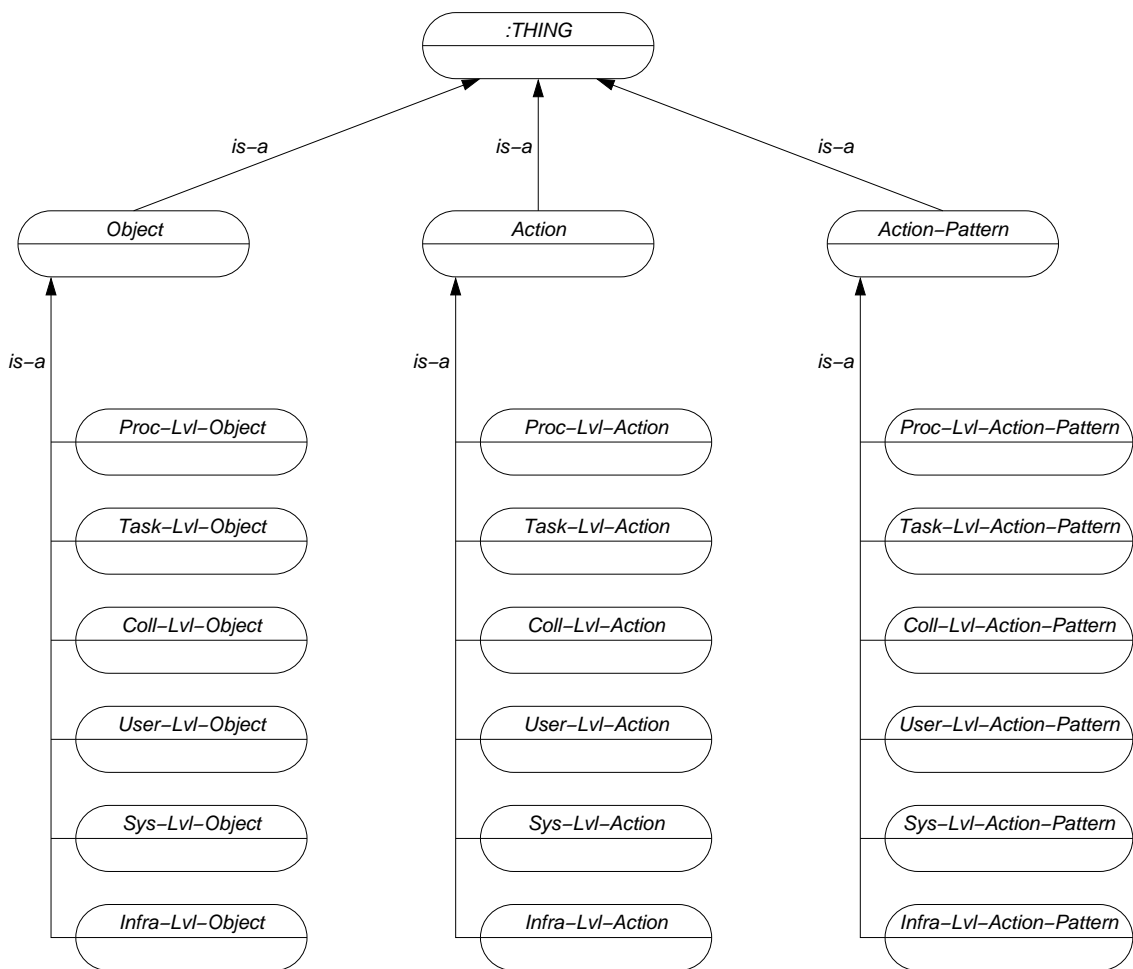 :THING
is−a
is−a
is−a
Object
Action
Action−Pattern
is−a
is−a
is−a
Proc−Lvl−Object
Proc−Lvl−Action
Proc−Lvl−Action−Pattern
Task−Lvl−Object
Task−Lvl−Action
Task−Lvl−Action−Pattern
Coll−Lvl−Object
Coll−Lvl−Action
Coll−Lvl−Action−Pattern
User−Lvl−Object
User−Lvl−Action
User−Lvl−Action−Pattern
Sys−Lvl−Object
Sys−Lvl−Action
Sys−Lvl−Action−Pattern
Infra−Lvl−Object
Infra−Lvl−Action
Infra−Lvl−Action−Pattern